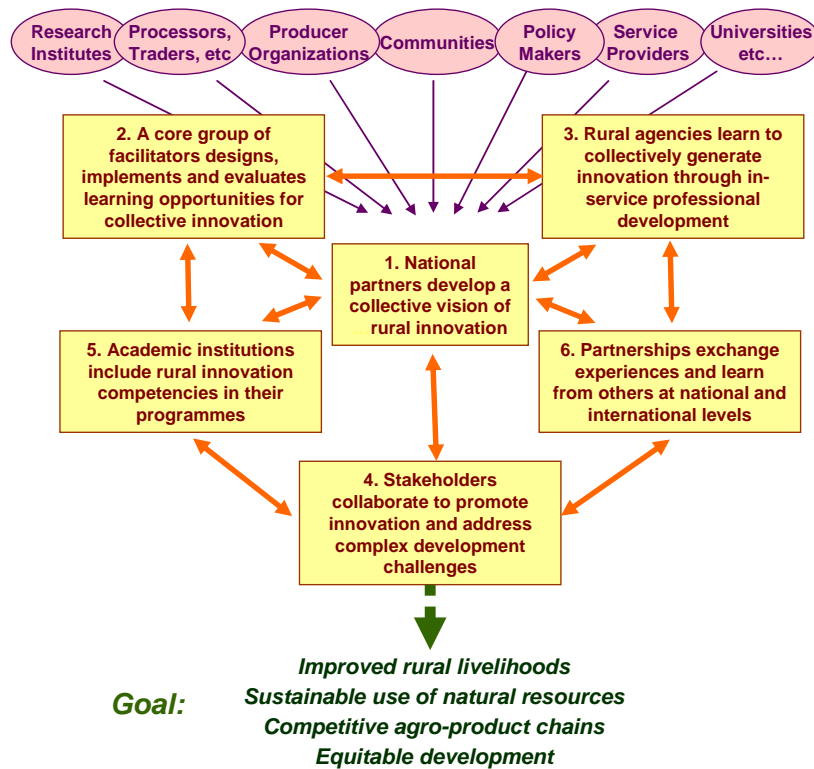 Research
Institutes
Processors,
Traders, etc
Producer
Organizations
Communities
Policy
Makers
Service
Providers
Universities
etc…
2. A core group of
facilitators designs,
implements and evaluates
learning opportunities for
collective innovation
3. Rural agencies learn to
collectively generate
innovation through in-
service professional
development
1. National
partners develop a
collective vision of
rural innovation
5. Academic institutions
include rural innovation
competencies in their
programmes
6. Partnerships exchange
experiences and learn
from others at national and
international levels
4. Stakeholders
collaborate to promote
innovation and address
complex development
challenges
Goal:
Improved rural livelihoods
Sustainable use of natural resources
Competitive agro-product chains
Equitable development